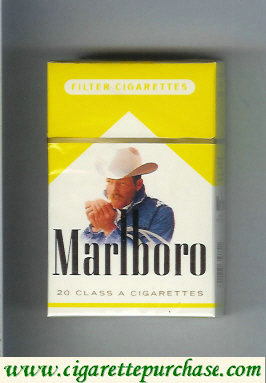 FILTER CIGARETTES
Marlboro
20 CLASS A CIGARETTES
www.cigarettepurchase.com